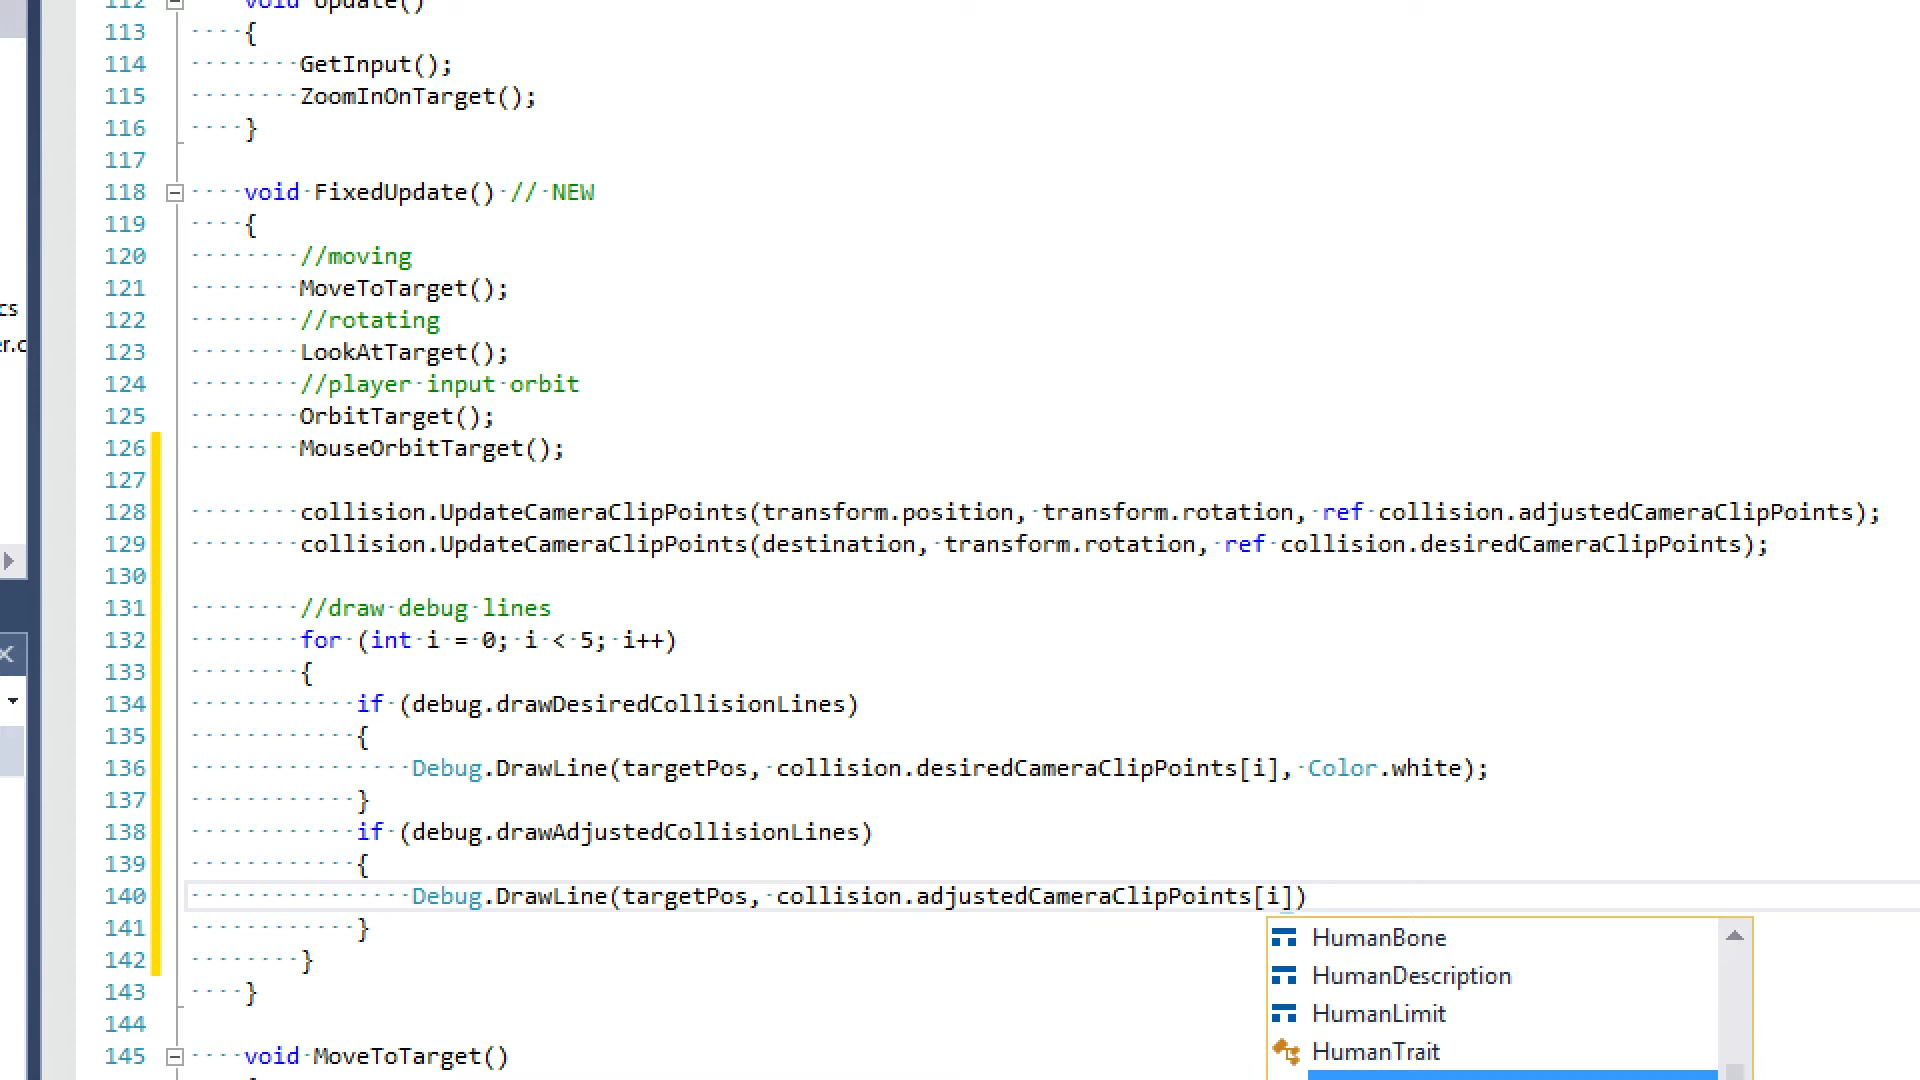 112 void Update()
113 {
114 GetInput();
115 ZoomInOnTarget();
116 }
117
118 void FixedUpdate() // NEW
119 {
120 //moving
121 MoveToTarget();
122 //rotating
cs
er.c
123 LookAtTarget();
124 //player input orbit
125 OrbitTarget();
126 MouseOrbitTarget();
127
128 collision.UpdateCameraClipPoints(transform.position, transform.rotation, ref collision.adjustedCameraClipPoints);
129 collision.UpdateCameraClipPoints(destination, transform.rotation, ref collision.desiredCameraClipPoints);
130
131 //draw debug lines
132 for (int i = 0; i < 5; i++)
133 {
134 if (debug.drawDesiredCollisionLines)
135 {
136 Debug.DrawLine(targetPos, collision.desiredCameraClipPoints[i], Color.white);
137 }
138 if (debug.drawAdjustedCollisionLines)
139 {
140 Debug.DrawLine(targetPos, collision.adjustedCameraClipPoints[i])
141 }
142 }
143 }
144
145 void MoveToTarget()
HumanBone
HumanDescription
HumanLimit
HumanTrait